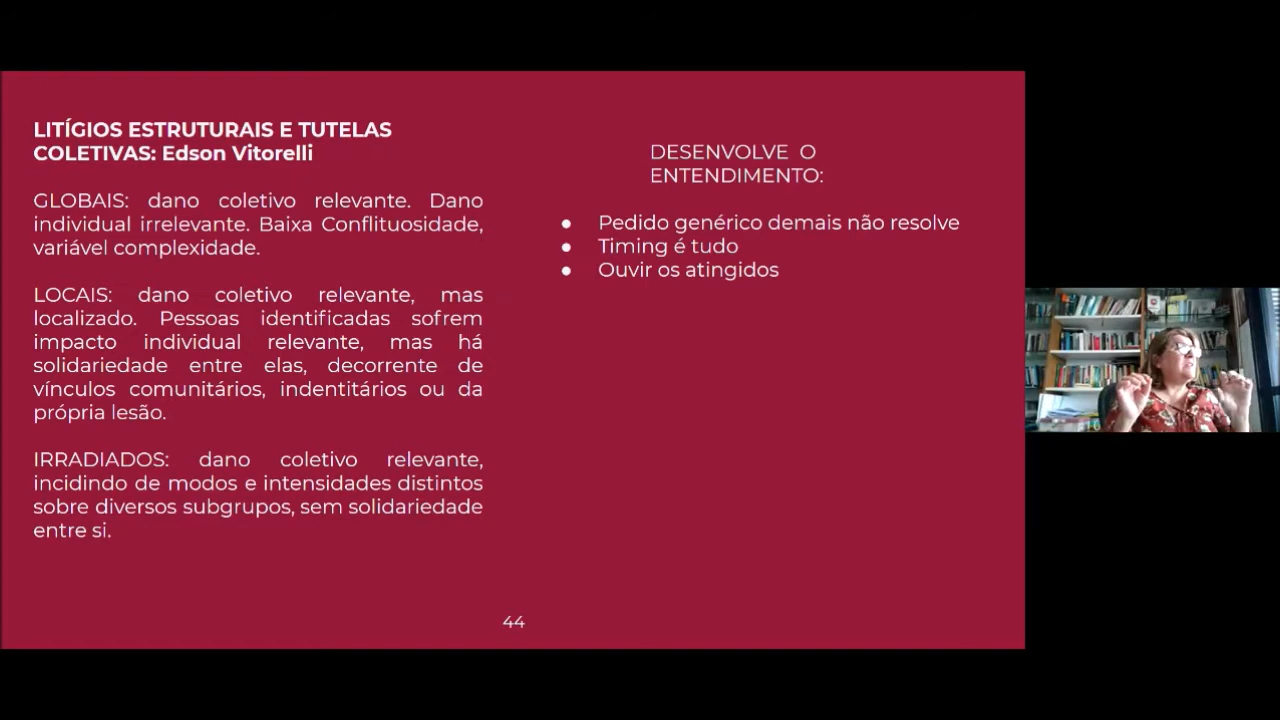 LITÍGIOS ESTRUTURAIS E TUTELAS
COLETIVAS: Edson Vitorelli
GLOBAIS: dano coletivo relevante. Dano
individual irrelevante. Baixa Conflituosidade,
variável complexidade.
LOCAIS: dano coletivo relevante, mas
localizado. Pessoas identificadas sofrem
impacto individual relevante, mas há
solidariedade entre elas, decorrente de
vínculos comunitários, indentitários ou da
própria lesão.
IRRADIADOS: dano coletivo relevante,
incidindo de modos e intensidades distintos
sobre diversos subgrupos, sem solidariedade
entre si.
DESENVOLVE O
ENTENDIMENTO:
● Pedido genérico demais não resolve
● Timing é tudo
● Ouvir os atingidos
44